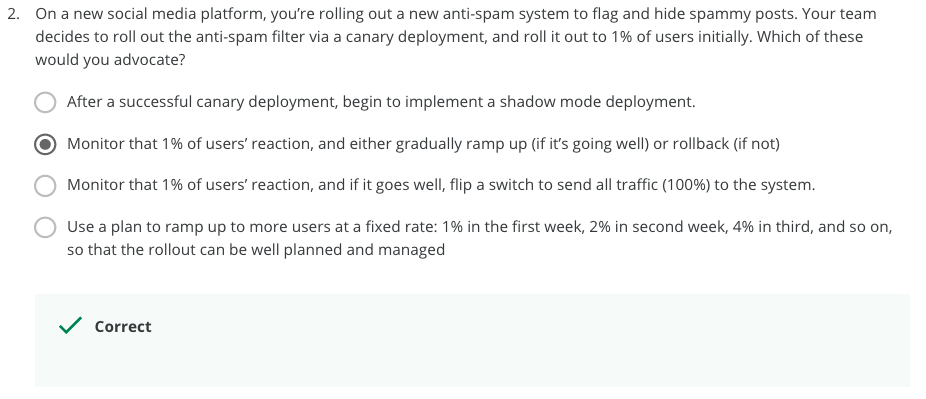 2. On a new social media platform, you’re rolling out a new anti-spam system to flag and hide spammy posts. Your team
decides to roll out the anti-spam filter via a canary deployment, and roll it out to 1% of users initially. Which of these
would you advocate?
After a successful canary deployment, begin to implement a shadow mode deployment.
Monitor that 1% of users’ reaction, and either gradually ramp up (if it’s going well) or rollback (if not)
Monitor that 1% of users’ reaction, and if it goes well, flip a switch to send all traffic (100%) to the system.
Use a plan to ramp up to more users at a fixed rate: 1% in the first week, 2% in second week, 4% in third, and so on,
so that the rollout can be well planned and managed
Correct